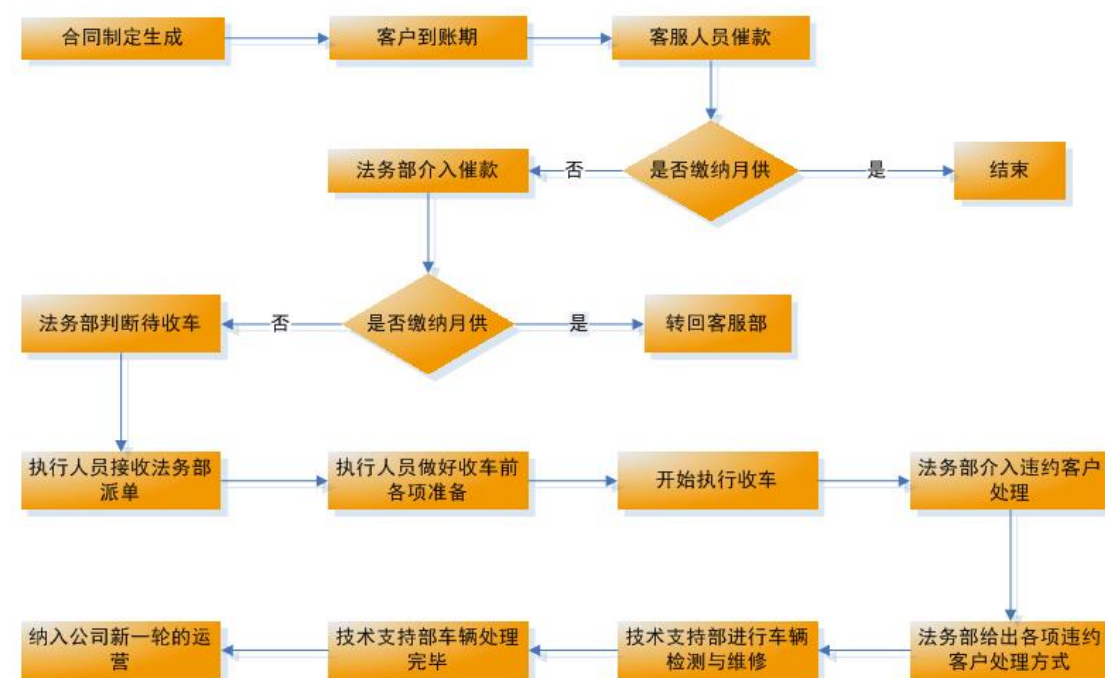 合同制定生成
客户到账期
客服人员催款
法务部介入催款
否
是否缴纳月供
是
结束
法务部判断待收车
否
是否缴纳月供
是
转回客服部
执行人员接收法务部
派单
执行人员做好收车前
各项准备
开始执行收车
法务部介入违约客户
处理
纳入公司新一轮的运
营
技术支持部车辆处理
完毕
技术支持部进行车辆
检测与维修
法务部给出各项违约
客户处理方式